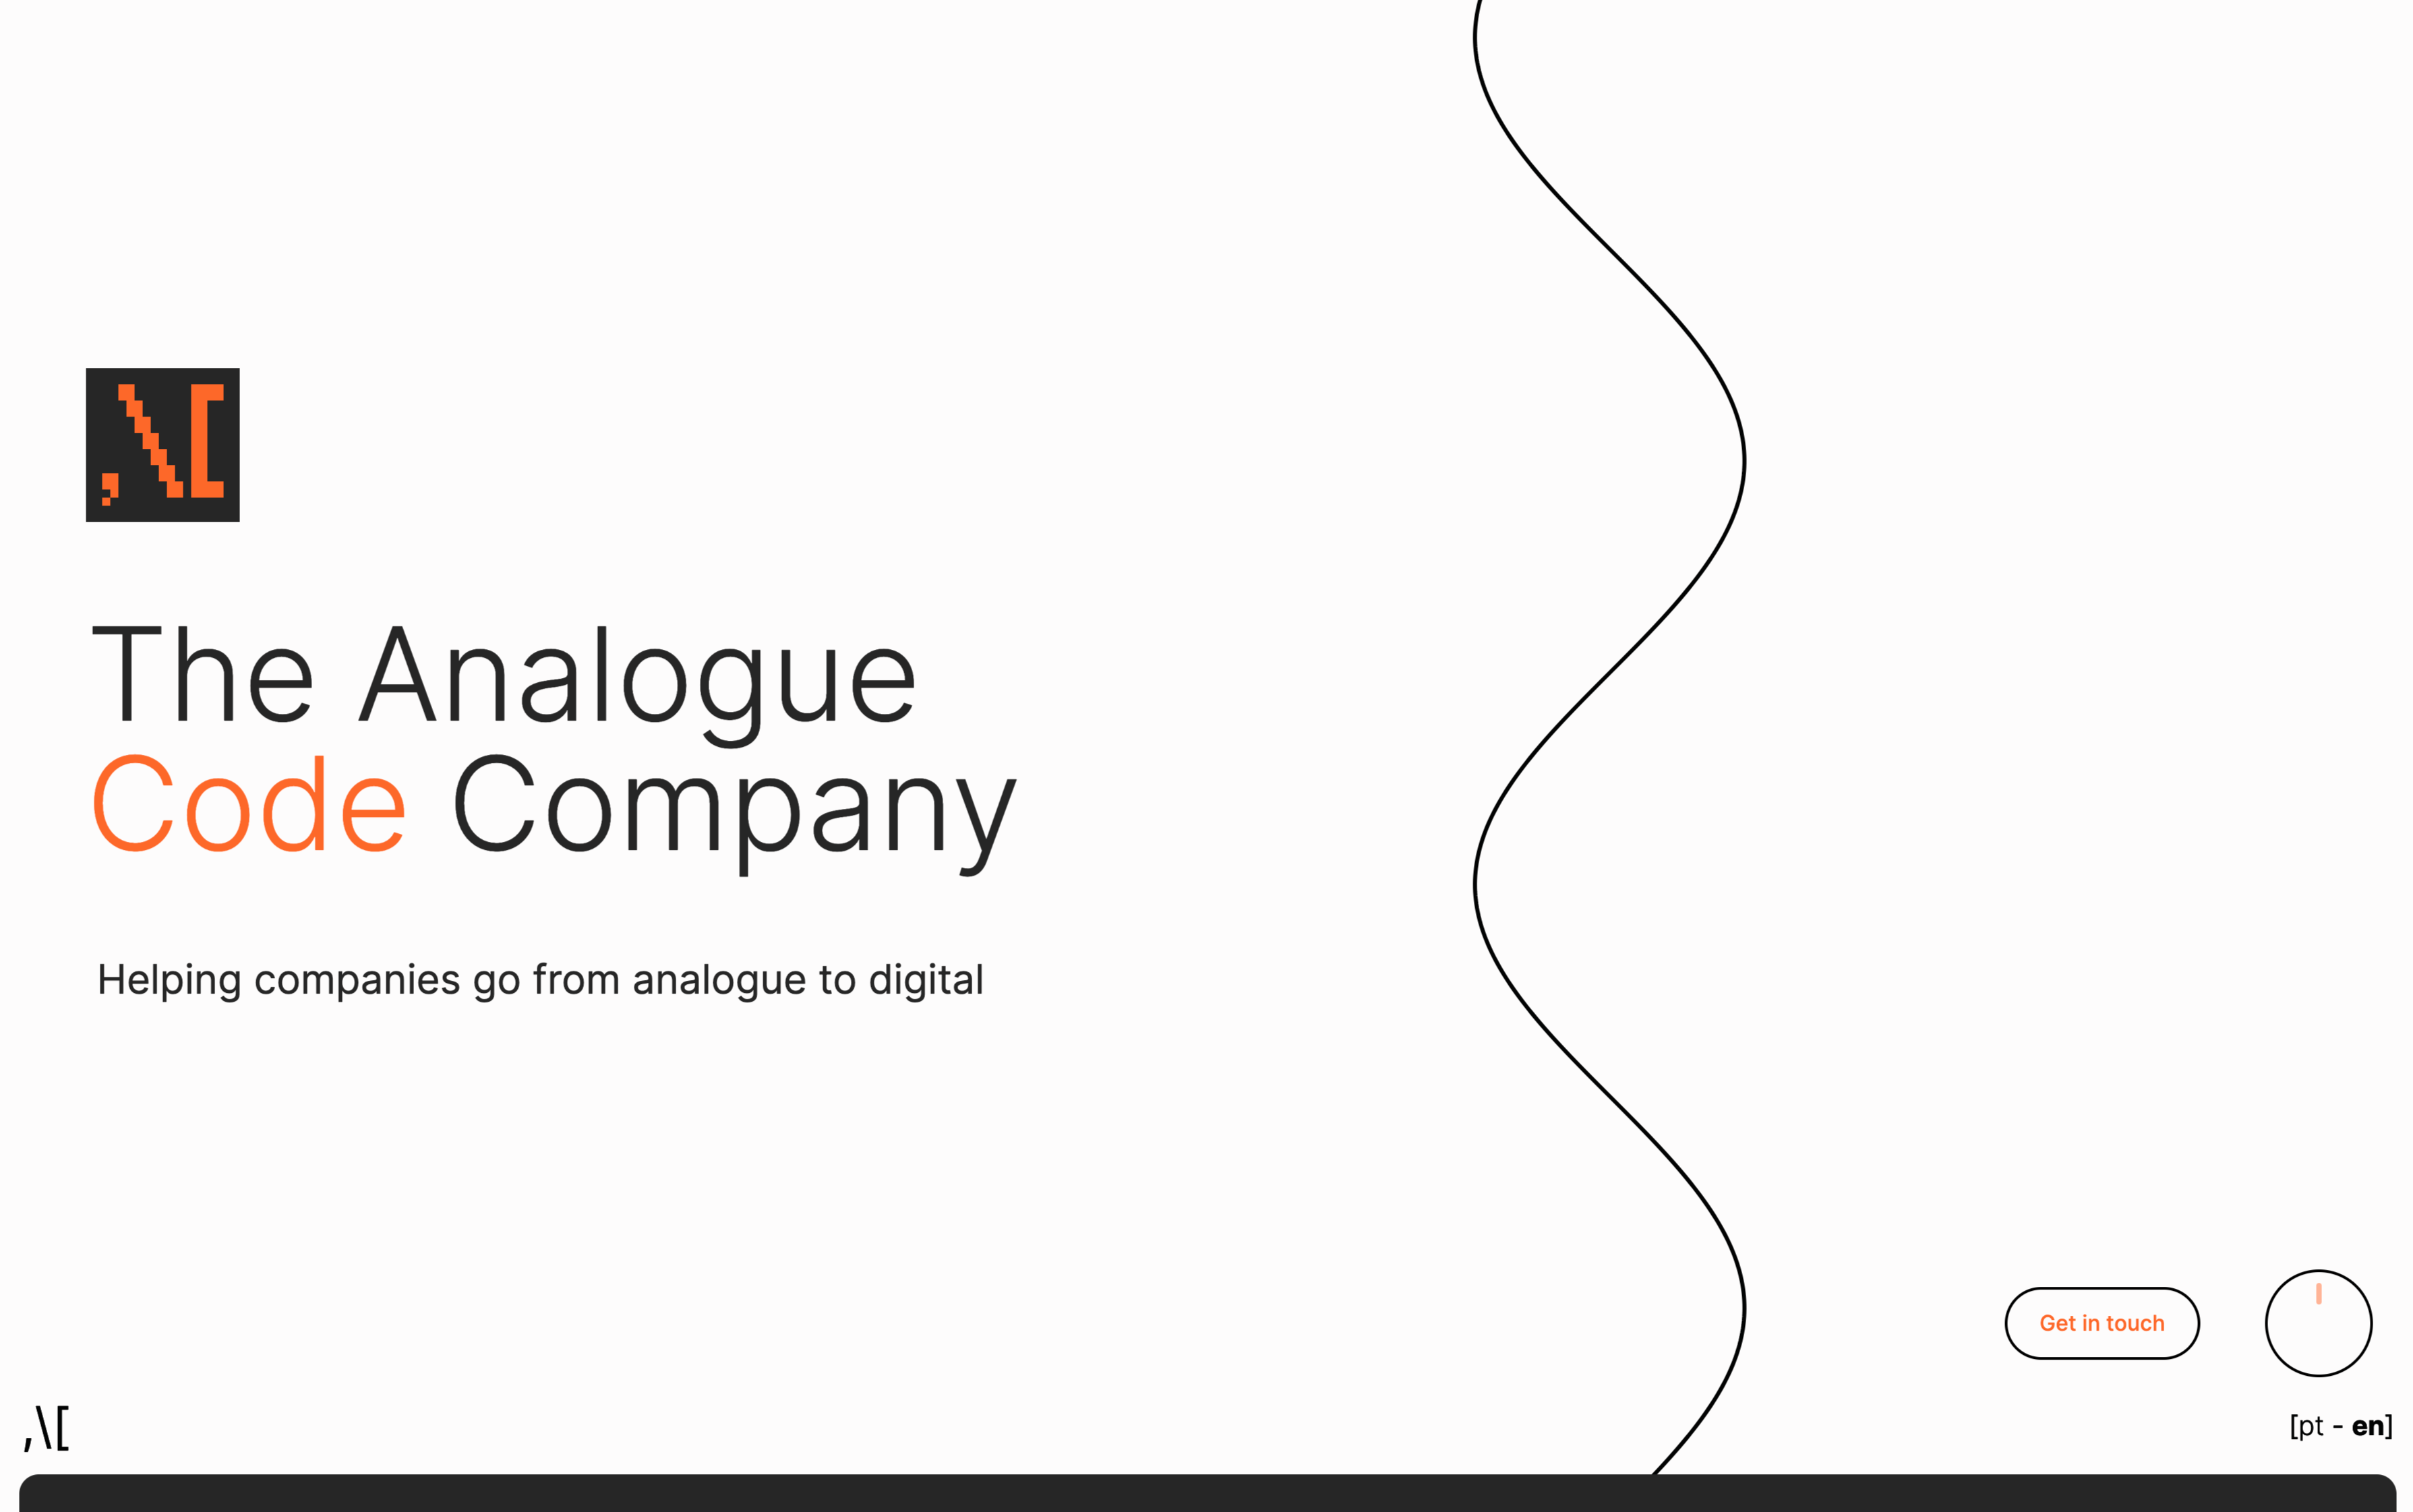 ,\[
The Analogue
Code Company
Helping companies go from analogue to digital
Get in touch
,\[
[pt - en]